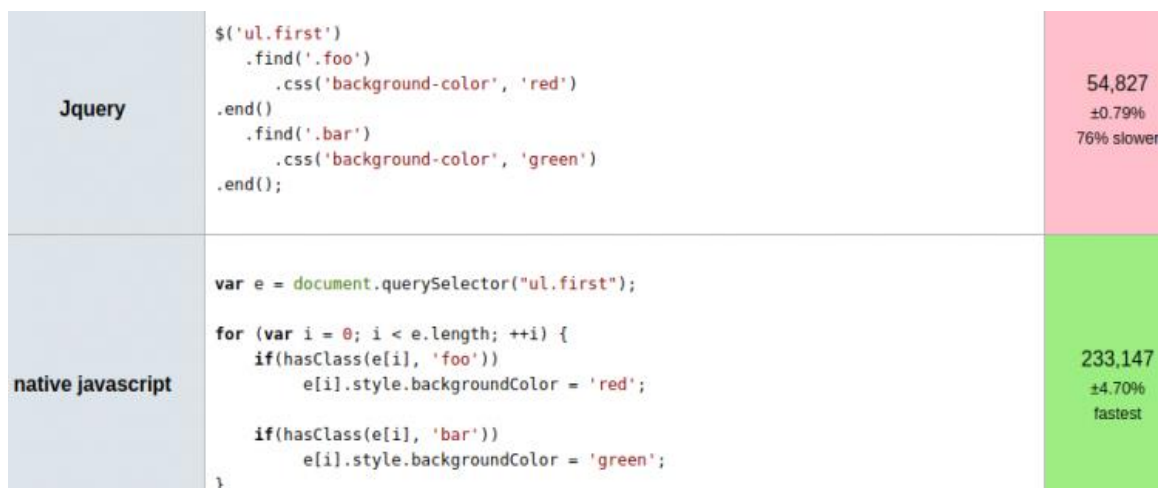 Jquery
$('ul.first')
.find('.foo')
.css('background-color', 'red')
.end()
.find('.bar')
.css('background-color', 'green')
.end();
54,827
±0.79%
76% slower
native javascript
var e = document.querySelector("ul.first");
for (var i = 0; i < e.length; ++i) {
if(hasClass(e[i], 'foo'))
e[i].style.backgroundColor = 'red';
if(hasClass(e[i], 'bar'))
e[i].style.backgroundColor = 'green';
}
233,147
±4.70%
fastest